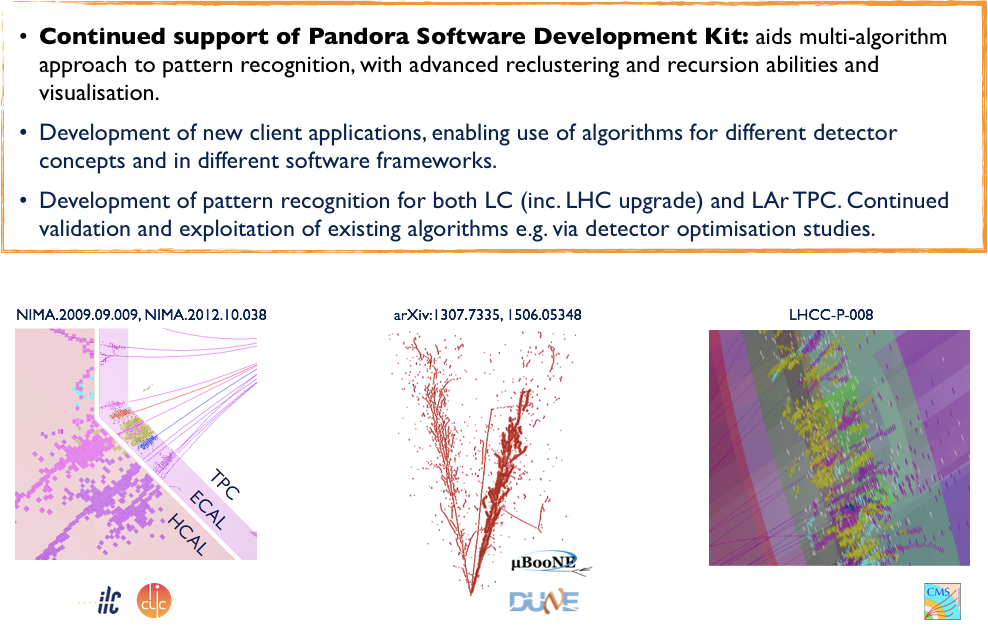 • Continued support of Pandora Software Development Kit: aids multi-algorithm
approach to pattern recognition, with advanced reclustering and recursion abilities and
visualisation.
• Development of new client applications, enabling use of algorithms for different detector
concepts and in different software frameworks.
• Development of pattern recognition for both LC (inc. LHC upgrade) and LAr TPC. Continued
validation and exploitation of existing algorithms e.g. via detector optimisation studies.
NIMA.2009.09.009, NIMA.2012.10.038
arXiv:1307.7335, 1506.05348
LHCC-P-008
TPC
ECAL
HCAL
µBooNE
ilc
clic
DUNE
CMS